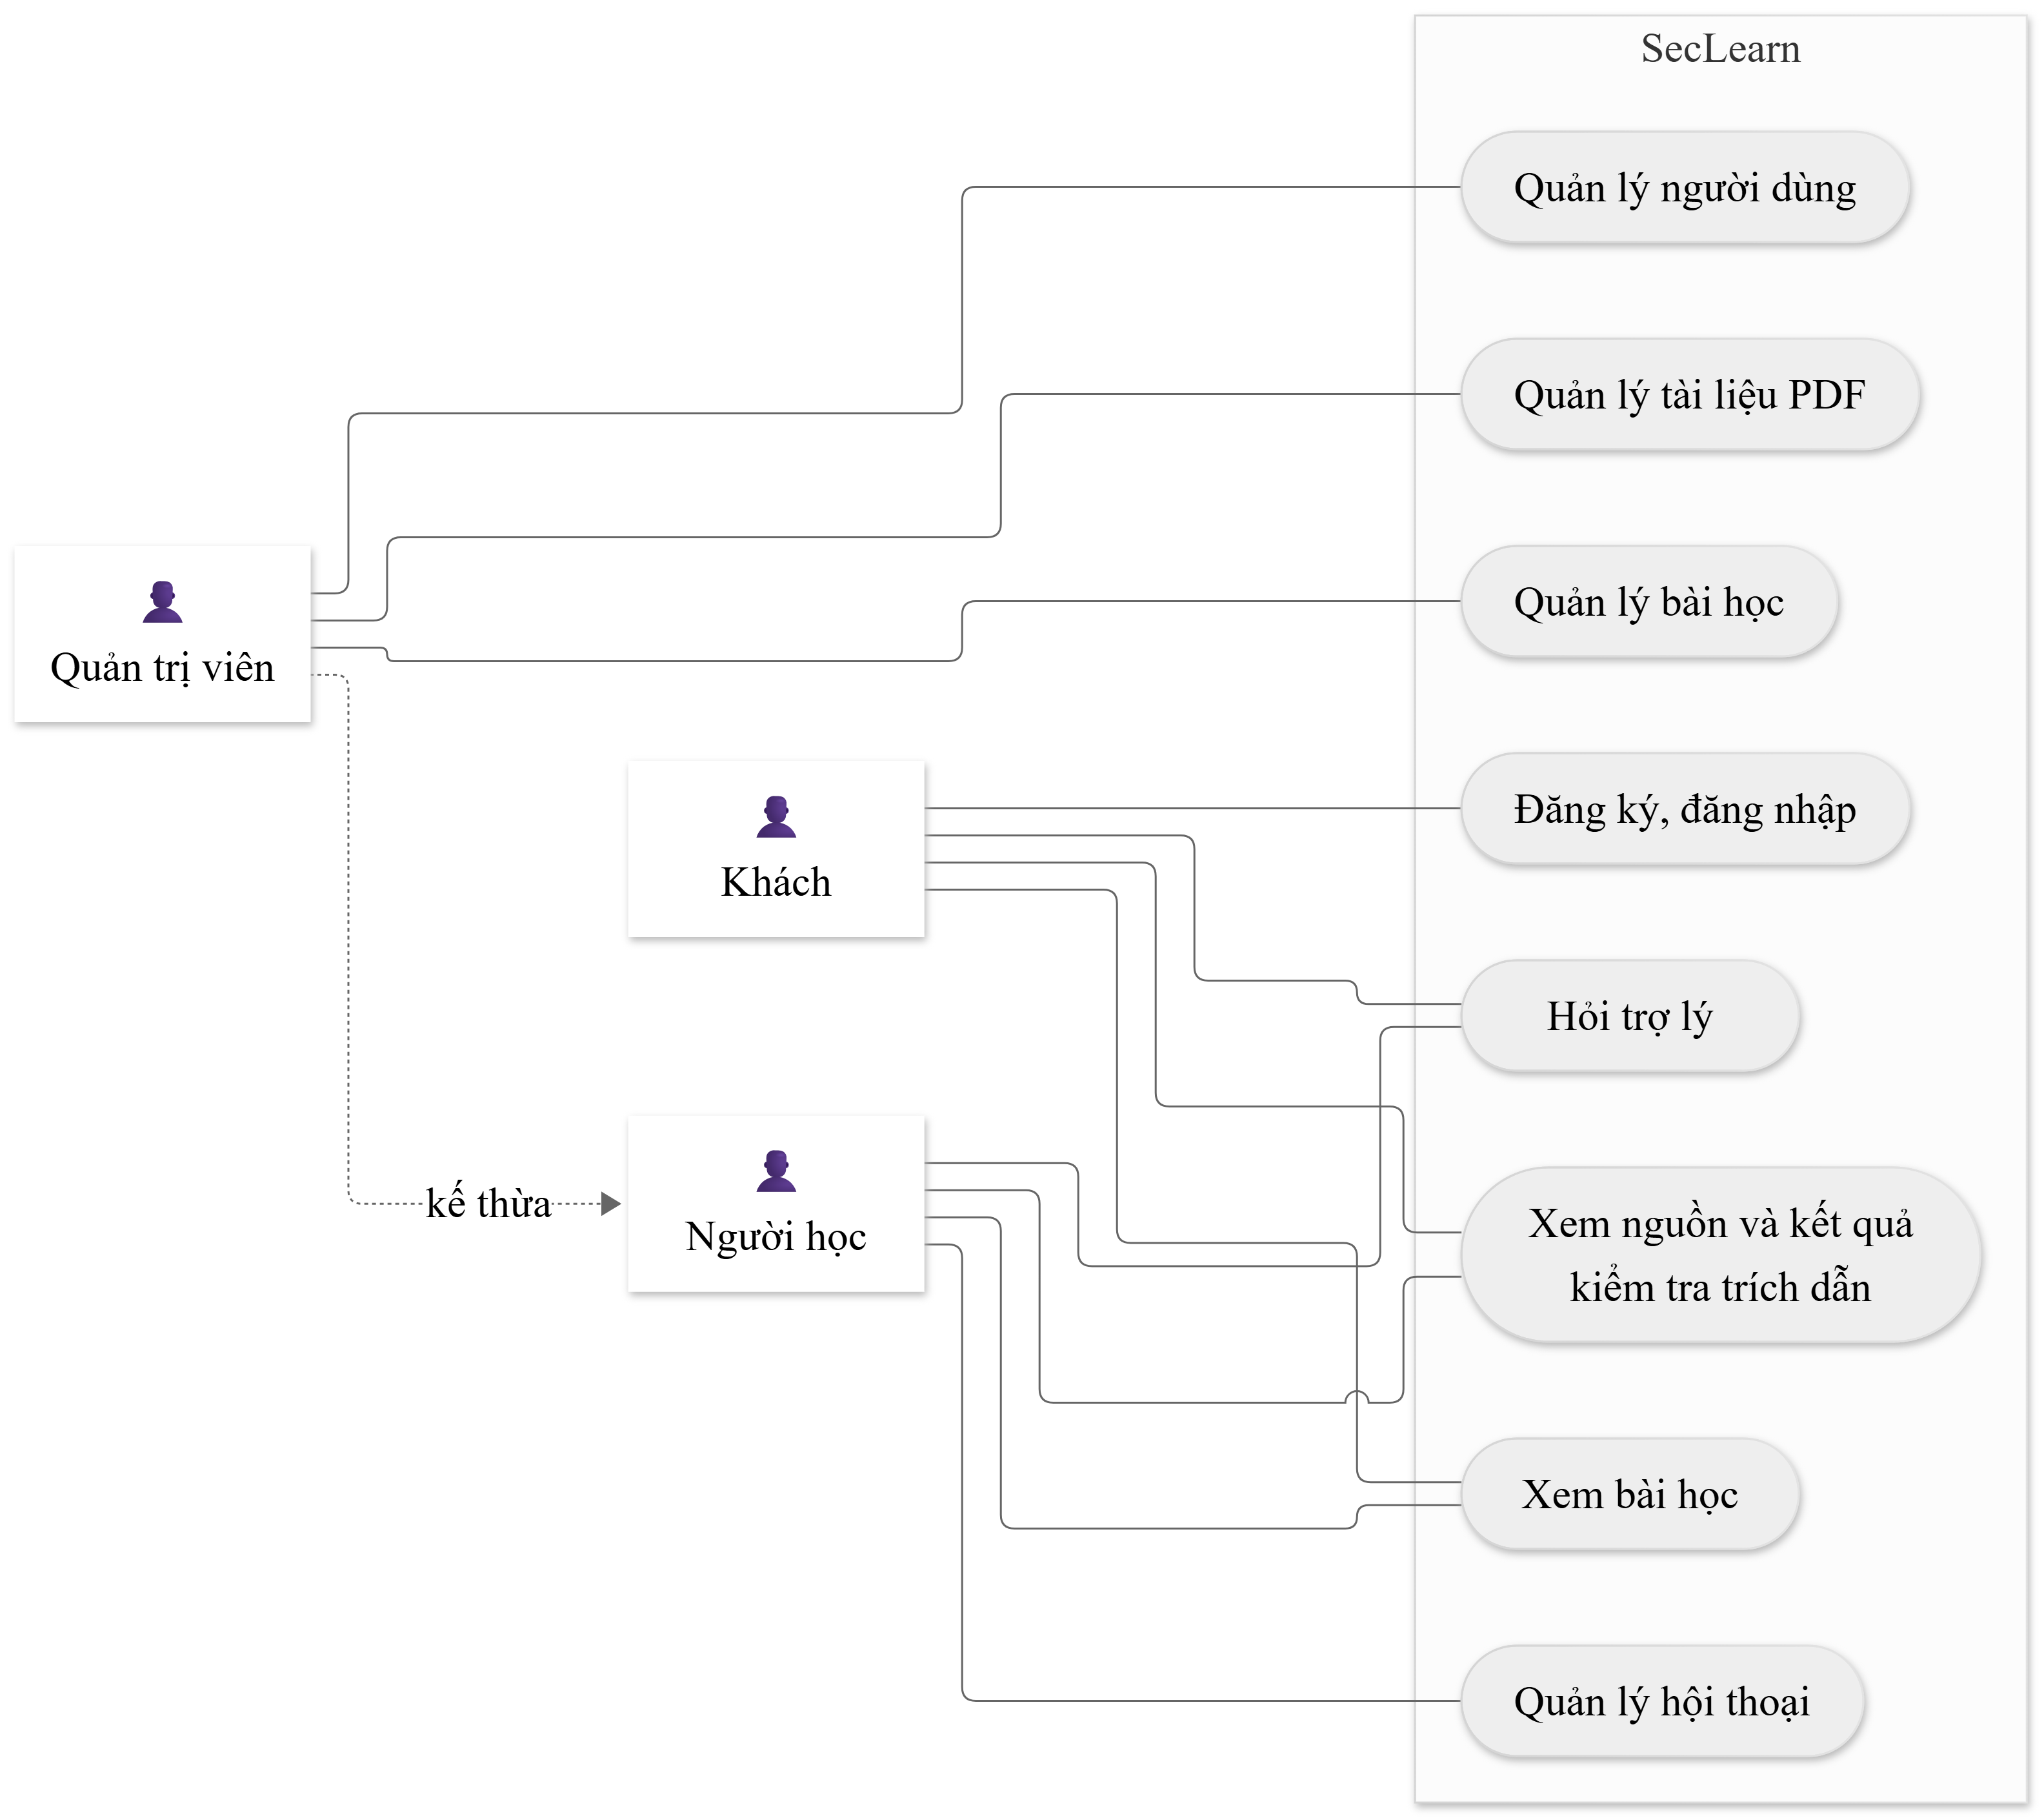 SecLearn
Quản lý người dùng
Quản lý tài liệu PDF
Quản lý bài học
Quản trị viên
Đăng ký, đăng nhập
Khách
Hỏi trợ lý
kế thừa
Người học
Xem nguồn và kết quả
kiểm tra trích dẫn
Xem bài học
Quản lý hội thoại